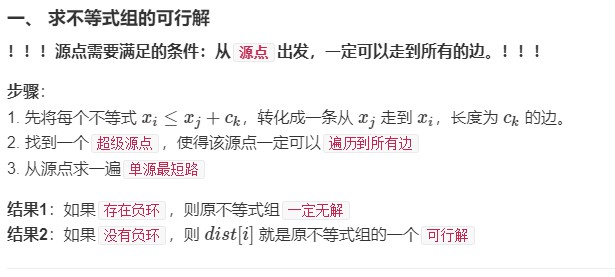 一、 求不等式组的可行解
！！！源点需要满足的条件：从 源点 出发，一定可以走到所有的边。！！！
步骤：
1. 先将每个不等式 xᵢ ≤ xⱼ + cₖ，转化成一条从 xⱼ 走到 xᵢ，长度为 cₖ 的边。
2. 找到一个 超级源点，使得该源点一定可以 遍历到所有边
3. 从源点求一遍 单源最短路
结果1：如果 存在负环，则原不等式组 一定无解
结果2：如果 没有负环，则 dist[i] 就是原不等式组的一个 可行解